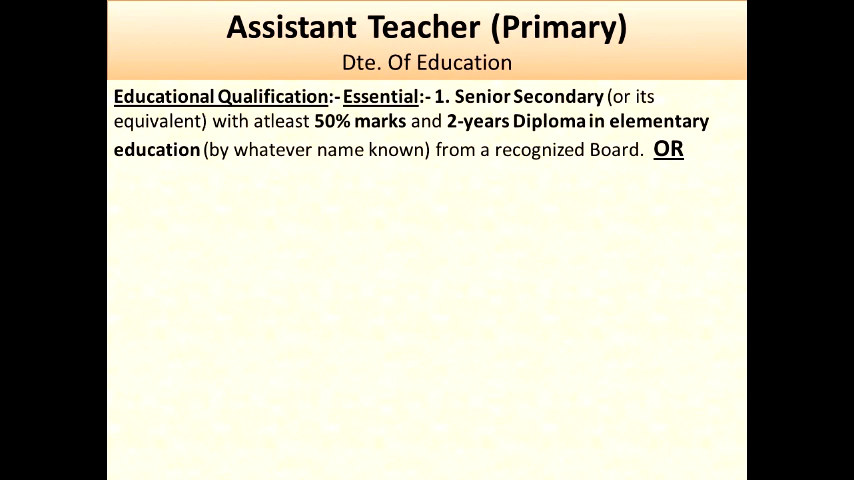 Assistant Teacher (Primary)
Dte. Of Education
Educational Qualification:- Essential:- 1. Senior Secondary (or its
equivalent) with atleast 50% marks and 2-years Diploma in elementary
education (by whatever name known) from a recognized Board. OR